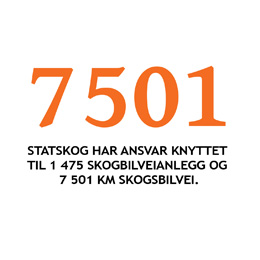 7501
STATSKOG HAR ANSVAR KNYTTET
TIL 1 475 SKOGBILVEIANLEGG OG
7 501 KM SKOGSBILVEI.